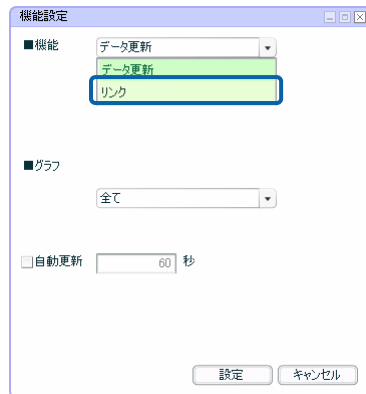 機能設定
■機能
データ更新
データ更新
リンク
■グラフ
全て
自動更新 60 秒
設定 キャンセル